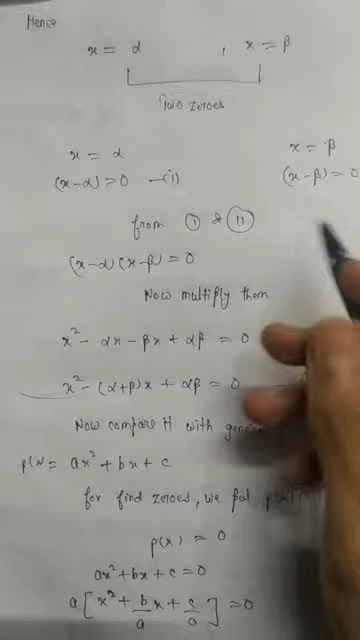 Hence
x = α , x = β
Two zeroes
x = α x = β
(x-α) = 0 —(i) (x-β) = 0
from (i) & (ii)
(x-α) (x-β) = 0
Now multiply them
x² - αx - βx + αβ = 0
x² - (α+β)x + αβ = 0
Now compare it with
p(x) = ax² + bx + c
for find zeroes, we put
p(x) = 0
ax² + bx + c = 0
a[x² + b/a x + c/a] = 0